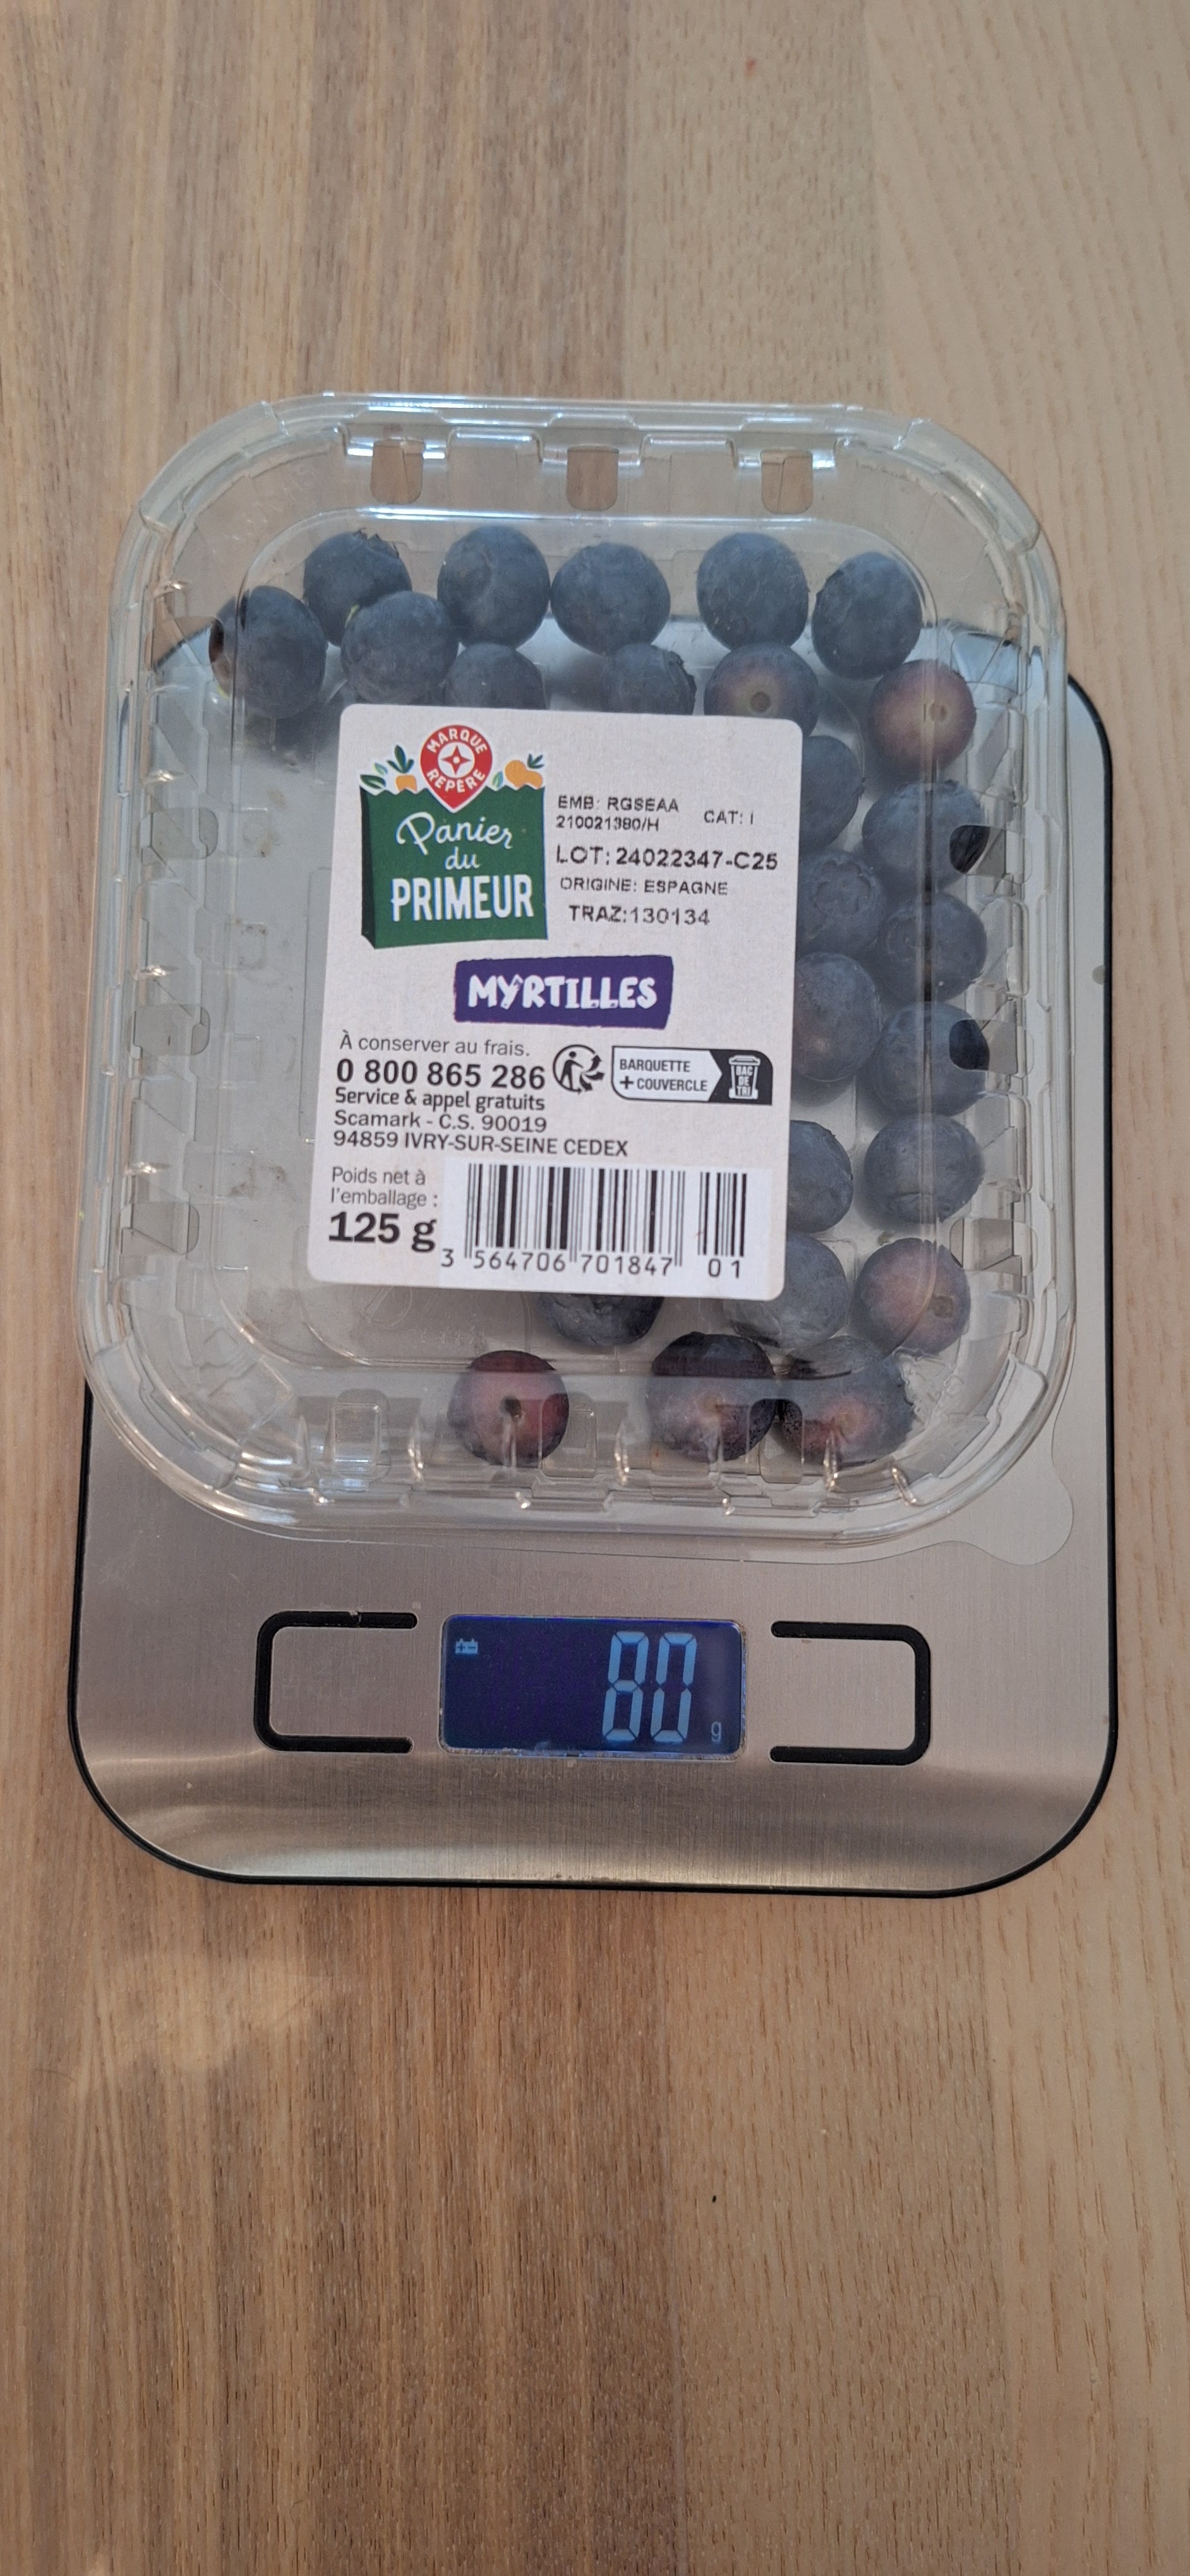 MARQUE
REPÈRE
Panier
du
PRIMEUR
EMB: RGSEAA
210021380/H
CAT: I
LOT: 24022347-C25
ORIGINE: ESPAGNE
TRAZ:130134
MYRTILLES
À conserver au frais.
0 800 865 286
Service & appel gratuits
Scamark - C.S. 90019
94859 IVRY-SUR-SEINE CEDEX
BARQUETTE
+ COUVERCLE
BAC
DE
TRI
Poids net à
l'emballage :
125 g
3 564706 701847 01
80 g